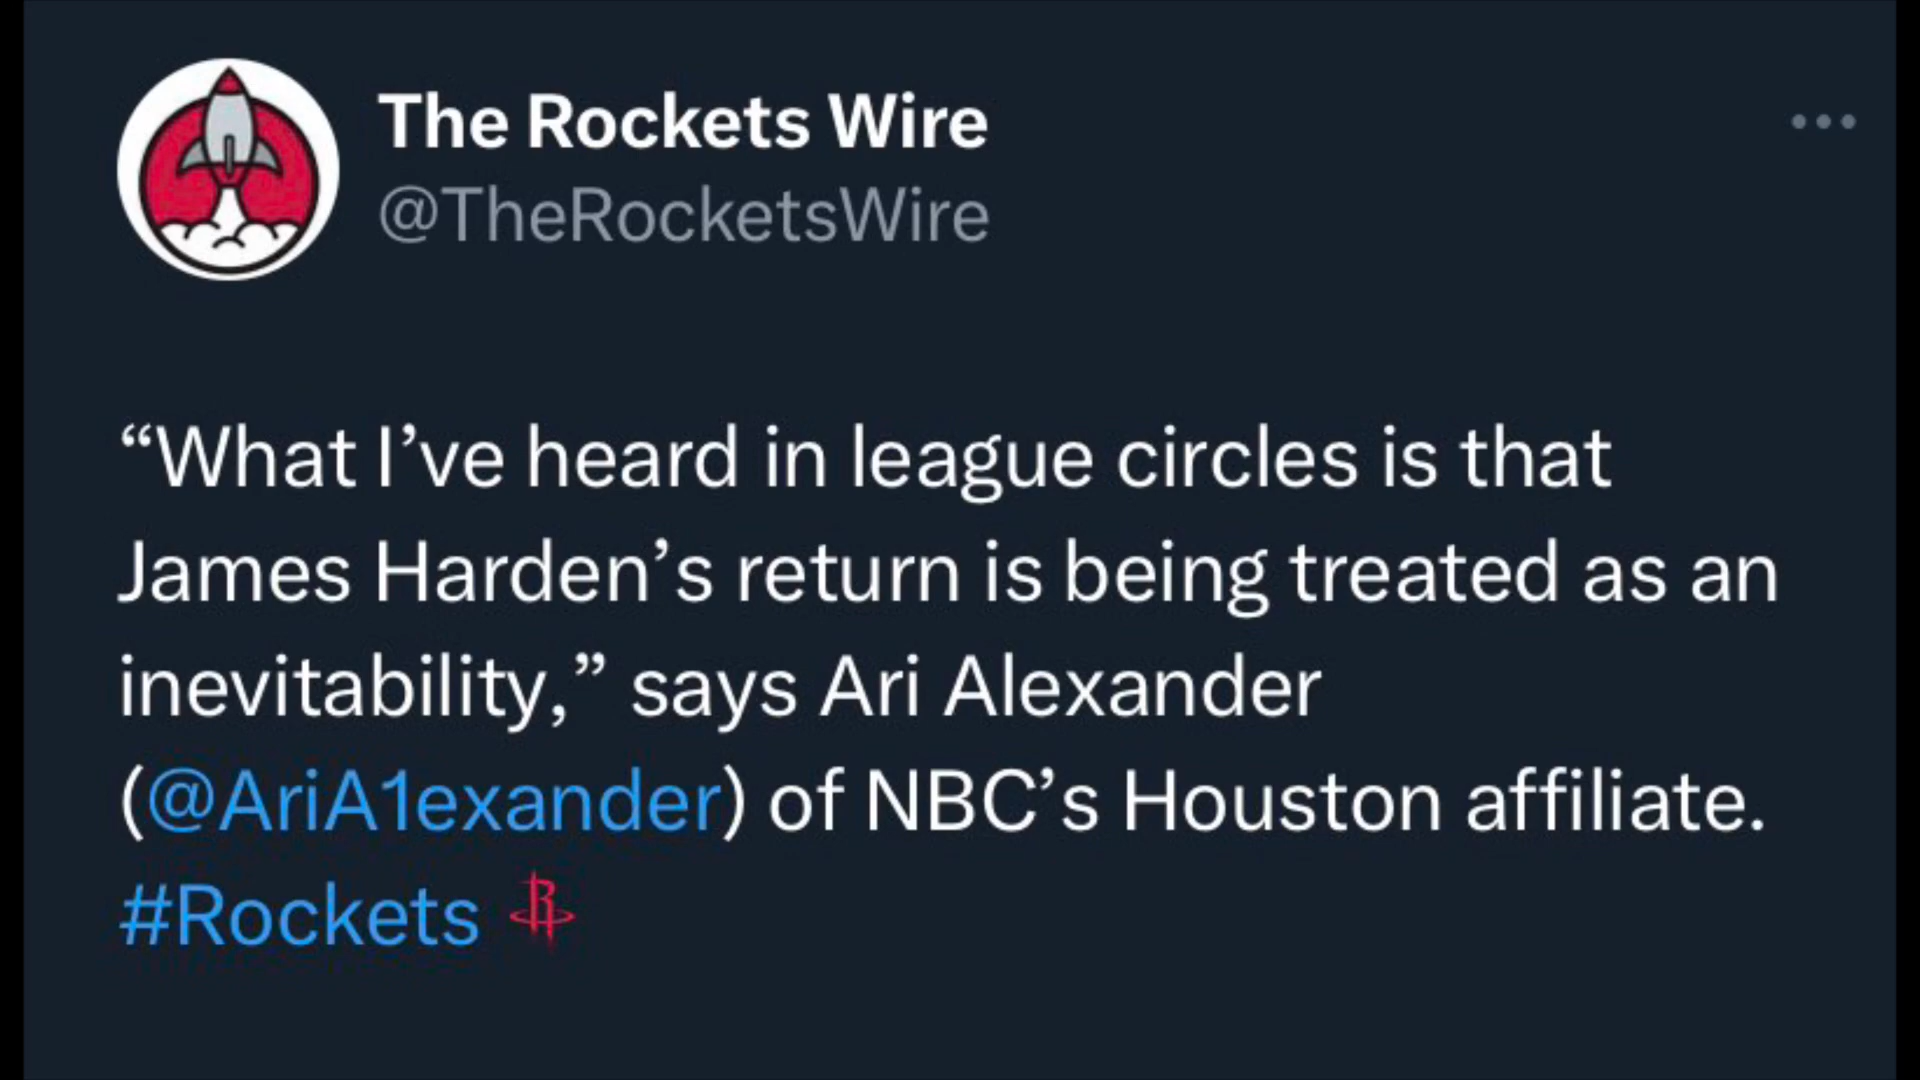 The Rockets Wire
@TheRocketsWire
“What I’ve heard in league circles is that
James Harden’s return is being treated as an
inevitability,” says Ari Alexander
(@AriA1exander) of NBC’s Houston affiliate.
#Rockets